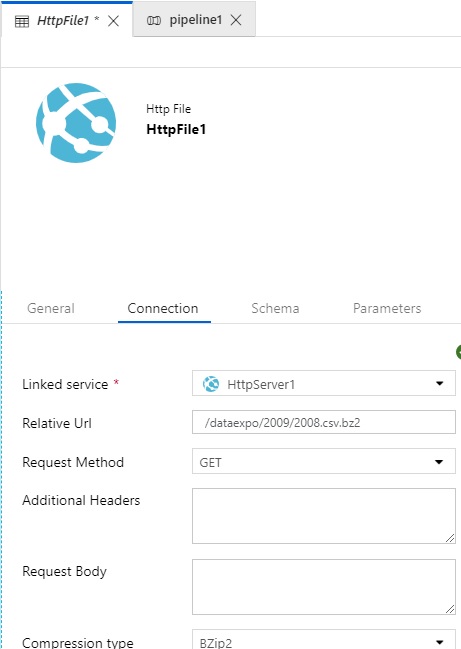 HttpFile1 *
pipeline1
Http File
HttpFile1
General Connection Schema Parameters
Linked service * HttpServer1
Relative Url /dataexpo/2009/2008.csv.bz2
Request Method GET
Additional Headers
Request Body
Compression type BZip2